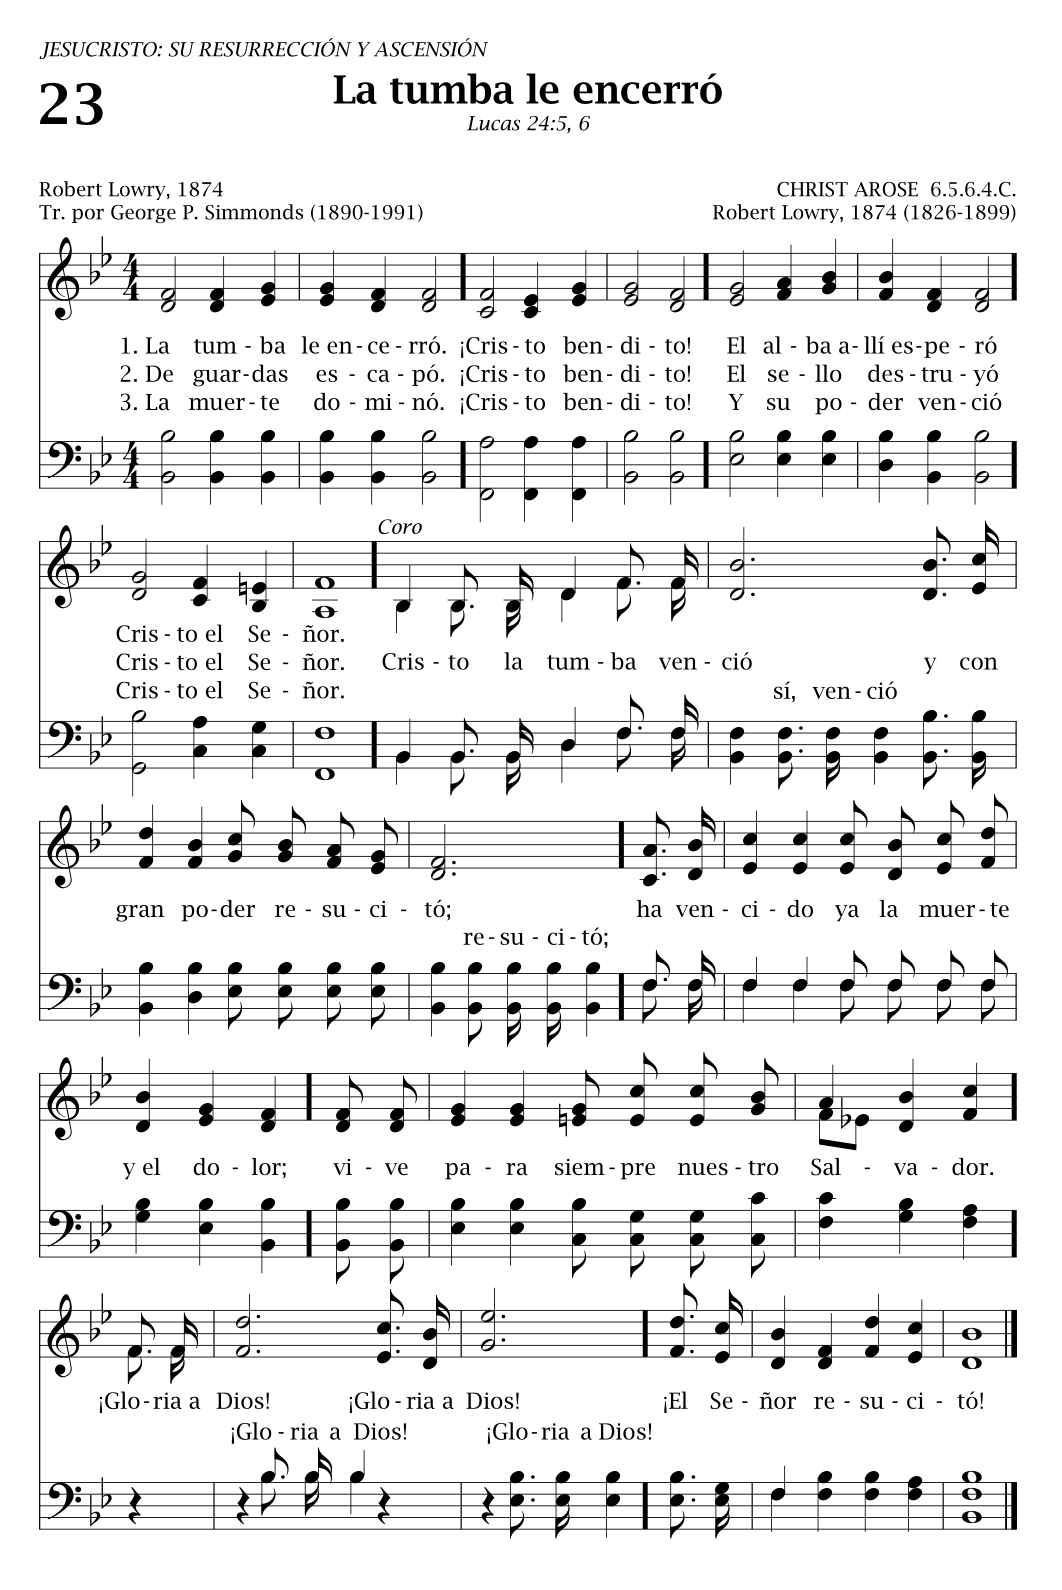 JESUCRISTO: SU RESURRECCIÓN Y ASCENSIÓN
23
La tumba le encerró
Lucas 24:5, 6
Robert Lowry, 1874
CHRIST AROSE 6.5.6.4.C.
Tr. por George P. Simmonds (1890-1991)
Robert Lowry, 1874 (1826-1899)
1. La tum - ba le en - ce - rró. ¡Cris - to ben - di - to! El al - ba a - llí es - pe - ró
2. De guar - das es - ca - pó. ¡Cris - to ben - di - to! El se - llo des - tru - yó
3. La muer - te do - mi - nó. ¡Cris - to ben - di - to! Y su po - der ven - ció
Coro
Cris - to el Se - ñor.
Cris - to el Se - ñor. Cris - to la tum - ba ven - ció y con
Cris - to el Se - ñor. sí, ven - ció
gran po - der re - su - ci - tó; ha ven - ci - do ya la muer - te
re - su - ci - tó;
y el do - lor; vi - ve pa - ra siem - pre nues - tro Sal - va - dor.
¡Glo - ria a Dios! ¡Glo - ria a Dios! ¡El Se - ñor re - su - ci - tó!
¡Glo - ria a Dios! ¡Glo - ria a Dios!